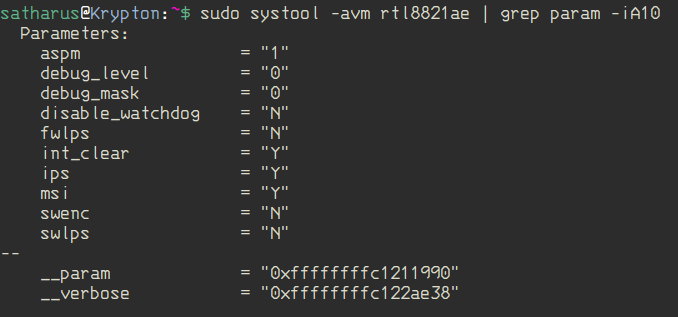 satharus@Krypton:~$ sudo systool -avm rtl8821ae | grep param -iA10
  Parameters:
    aspm                = "1"
    debug_level         = "0"
    debug_mask          = "0"
    disable_watchdog    = "N"
    fwlps               = "N"
    int_clear           = "Y"
    ips                 = "Y"
    msi                 = "Y"
    swenc               = "N"
    swlps               = "N"
--
    __param             = "0xffffffffc1211990"
    __verbose           = "0xffffffffc122ae38"